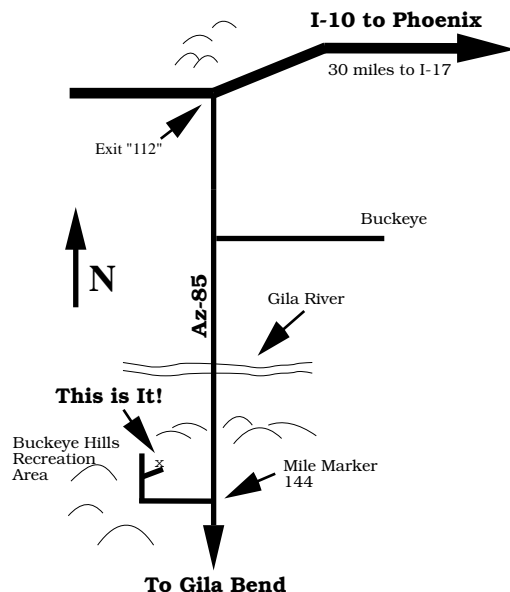 I-10 to Phoenix
30 miles to I-17
Exit "112"
Buckeye
N
Az-85
Gila River
This is It!
Buckeye Hills
Recreation
Area
x
Mile Marker
144
To Gila Bend